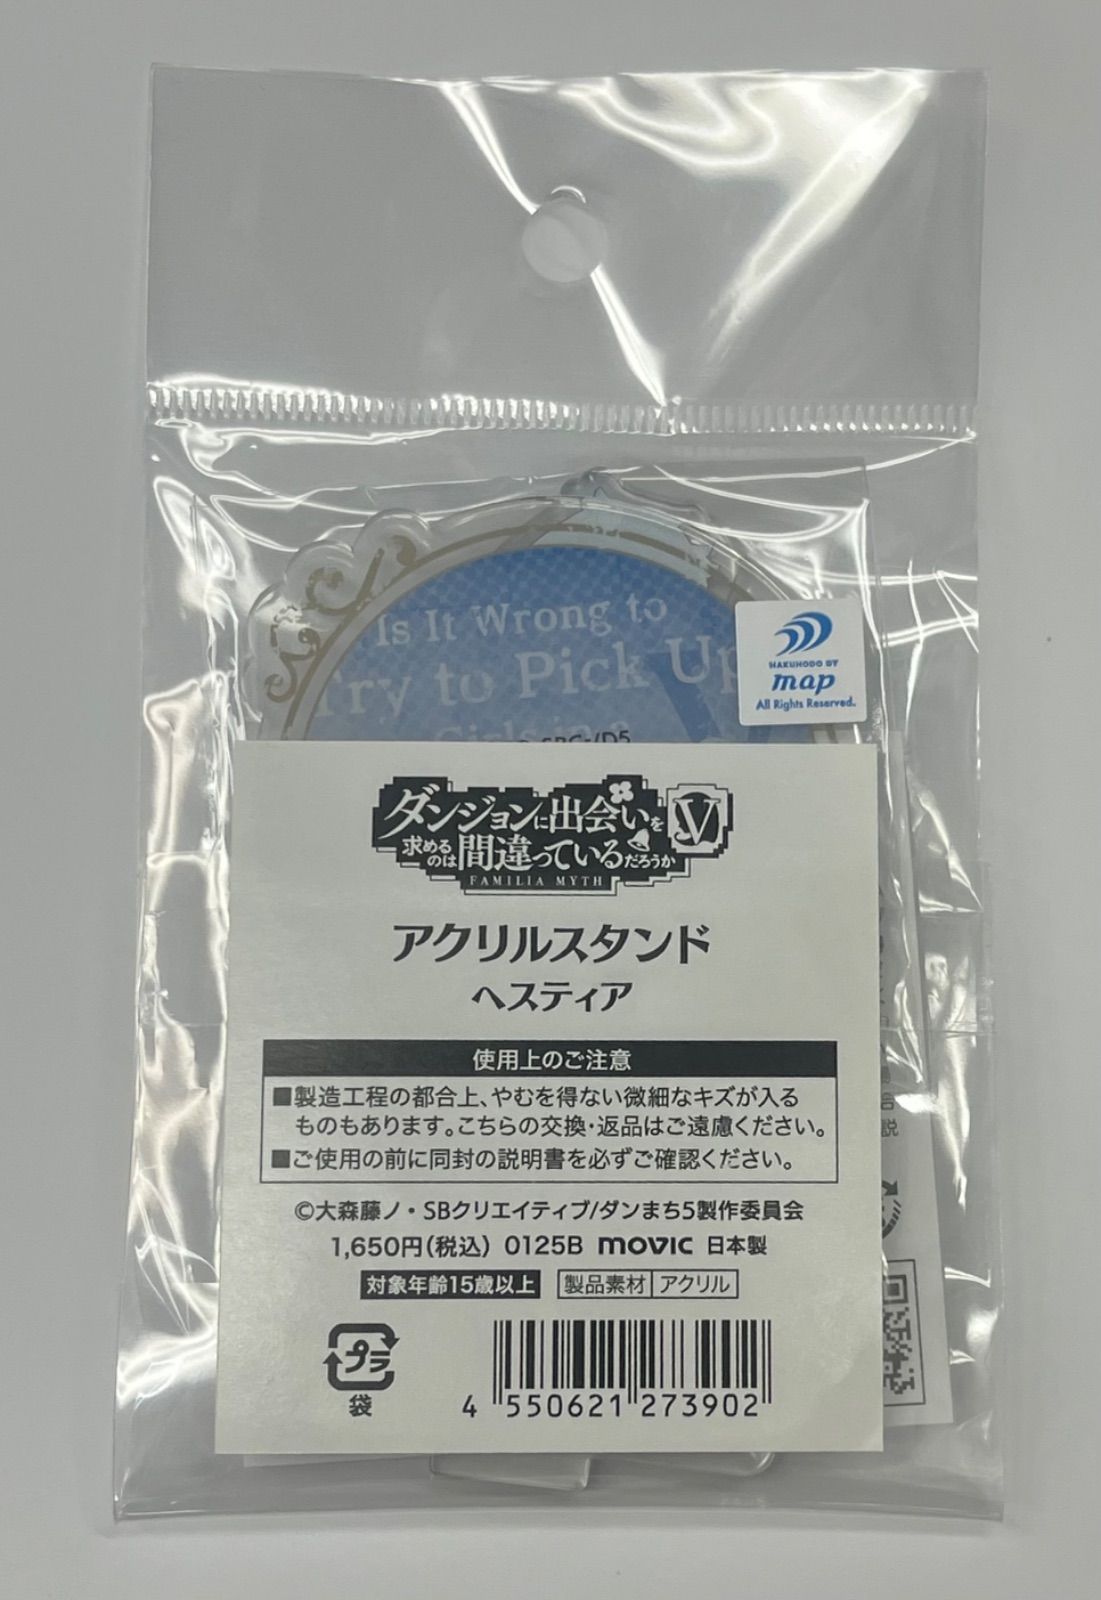 Is It Wrong to
Try to Pick Up
Girls in a
HAKUHODO DY
map
All Rights Reserved.
ダンジョンに出会いを
求めるのは間違っているだろうか
V
FAMILIA MYTH
アクリルスタンド
ヘスティア
使用上のご注意
■製造工程の都合上、やむを得ない微細なキズが入る
ものもあります。こちらの交換・返品はご遠慮ください。
■ご使用の前に同封の説明書を必ずご確認ください。
©大森藤ノ・SBクリエイティブ/ダンまち5製作委員会
1,650円(税込) 0125B movic 日本製
対象年齢15歳以上 製品素材 アクリル
プラ
袋
4 550621 273902